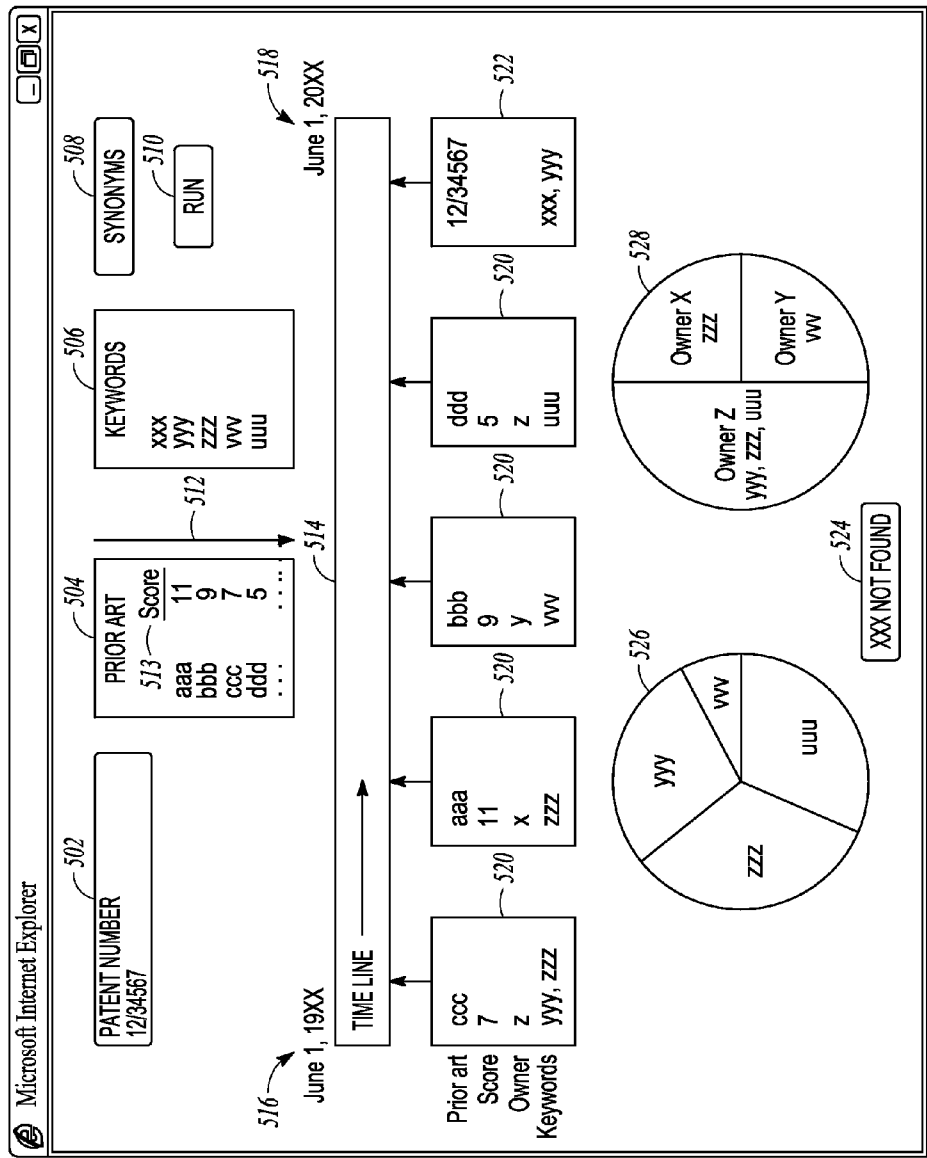 Microsoft Internet Explorer
X
502
PATENT NUMBER
12/34567
504
PRIOR ART
513
Score
aaa 11
bbb 9
ccc 7
ddd 5
. . . . . .
512
506
KEYWORDS
xxx
yyy
zzz
vvv
uuu
508
SYNONYMS
510
RUN
516
June 1, 19XX
514
518
June 1, 20XX
TIME LINE
Prior art
Score
Owner
Keywords
520
ccc
7
z
yyy, zzz
520
aaa
11
x
zzz
520
bbb
9
y
vvv
520
ddd
5
z
uuu
522
12/34567
xxx, yyy
526
yyy
vvv
zzz
uuu
524
XXX NOT FOUND
528
Owner Z
yyy, zzz, uuu
Owner X
zzz
Owner Y
vvv